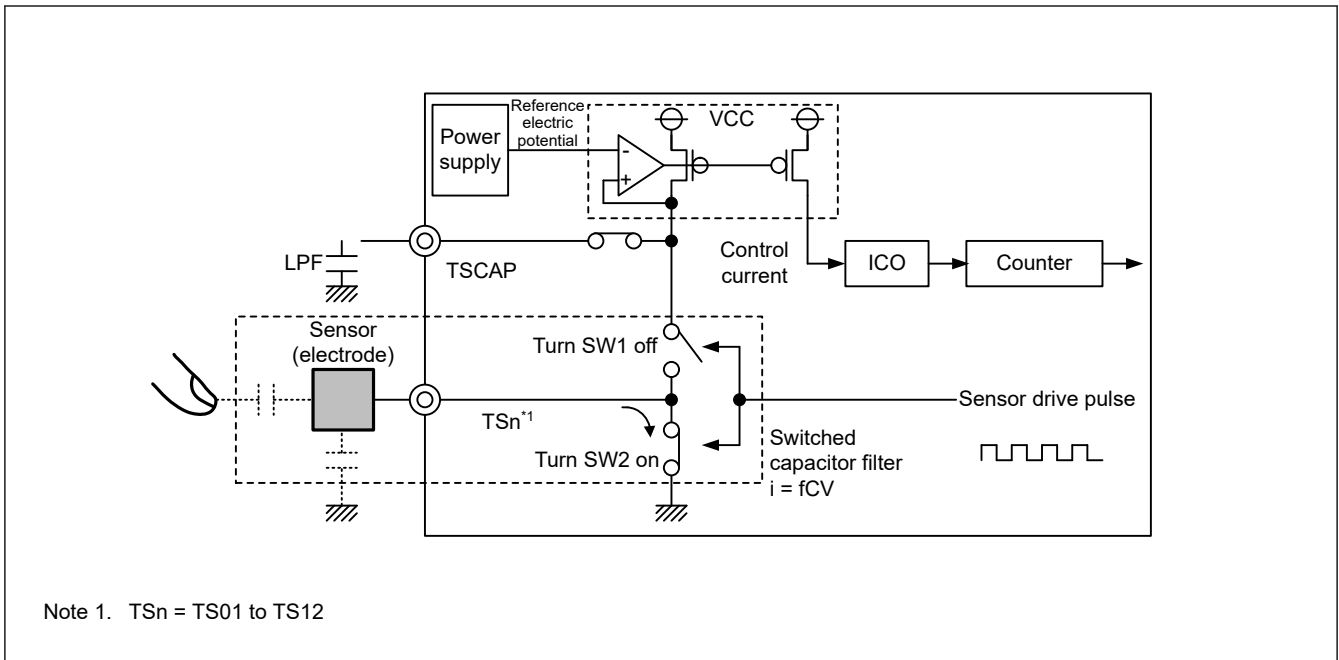 Power
supply
Reference
electric
potential
VCC
-
+
LPF
TSCAP
Control
current
ICO
Counter
Sensor
(electrode)
Turn SW1 off
TSn*1
Turn SW2 on
Sensor drive pulse
Switched
capacitor filter
i = fCV
Note 1. TSn = TS01 to TS12